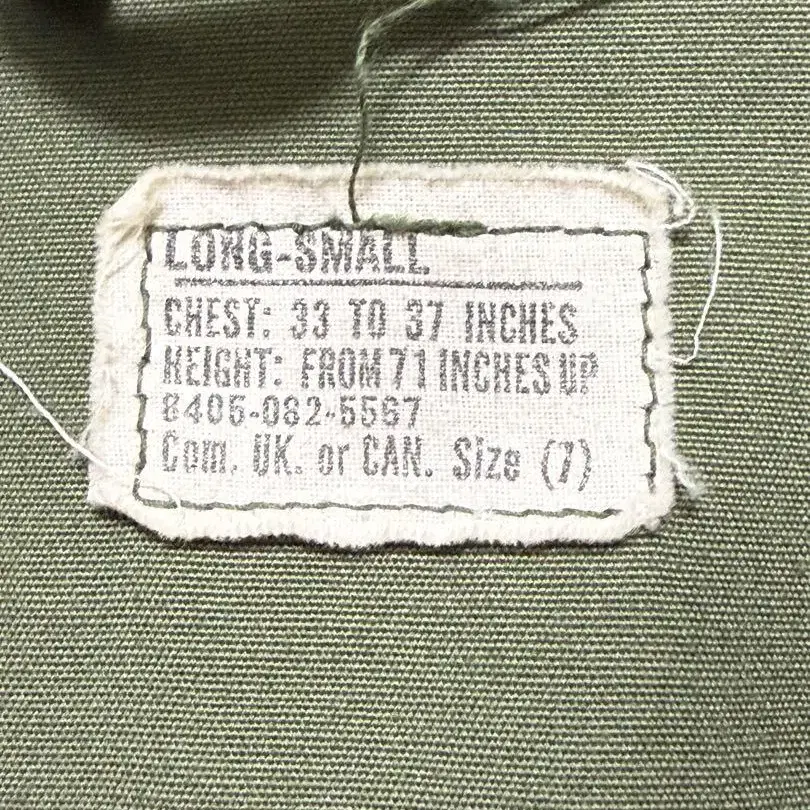 LONG-SMALL
CHEST: 33 TO 37 INCHES
HEIGHT: FROM 71 INCHES UP
8405-082-5567
Com. UK. or CAN. Size (7)